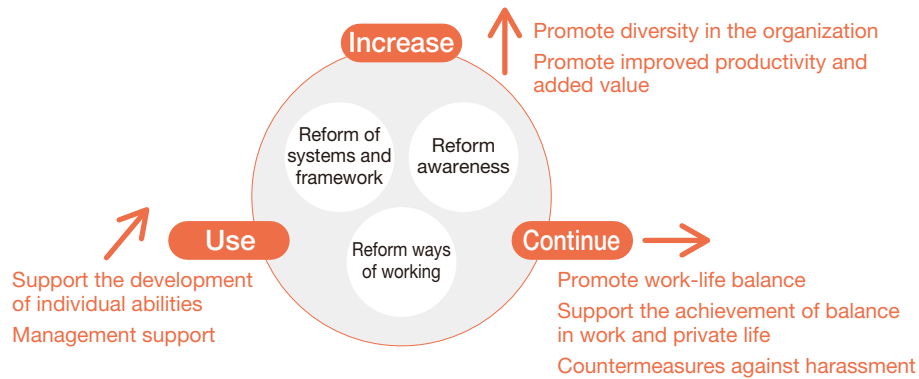 Increase
Promote diversity in the organization
Promote improved productivity and
added value
Reform of
systems and
framework
Reform
awareness
Reform ways
of working
Use
Support the development
of individual abilities
Management support
Continue
Promote work-life balance
Support the achievement of balance
in work and private life
Countermeasures against harassment